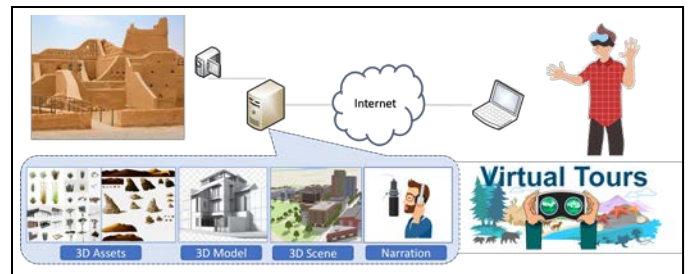 Internet
Virtual Tours
3D Assets
3D Model
3D Scene
Narration